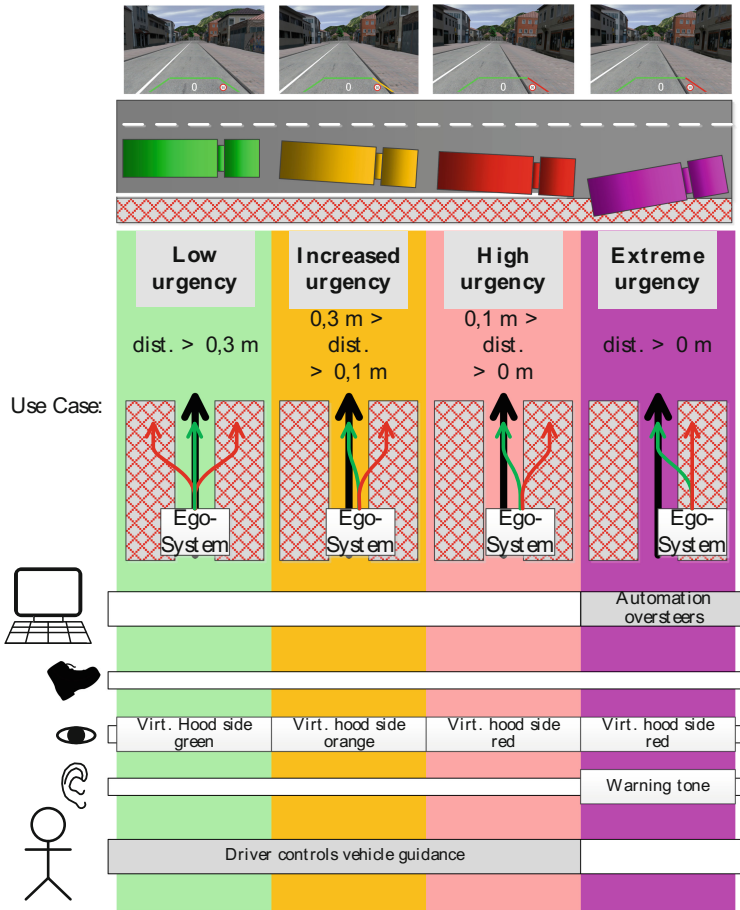 0
0
0
0
Low
urgency
Increased
urgency
High
urgency
Extreme
urgency
dist. > 0,3 m
0,3 m >
dist.
> 0,1 m
0,1 m >
dist.
> 0 m
dist. > 0 m
Use Case:
Ego-
System
Ego-
System
Ego-
System
Ego-
System
Automation
oversteers
Virt. Hood side
green
Virt. hood side
orange
Virt. hood side
red
Virt. hood side
red
Warning tone
Driver controls vehicle guidance